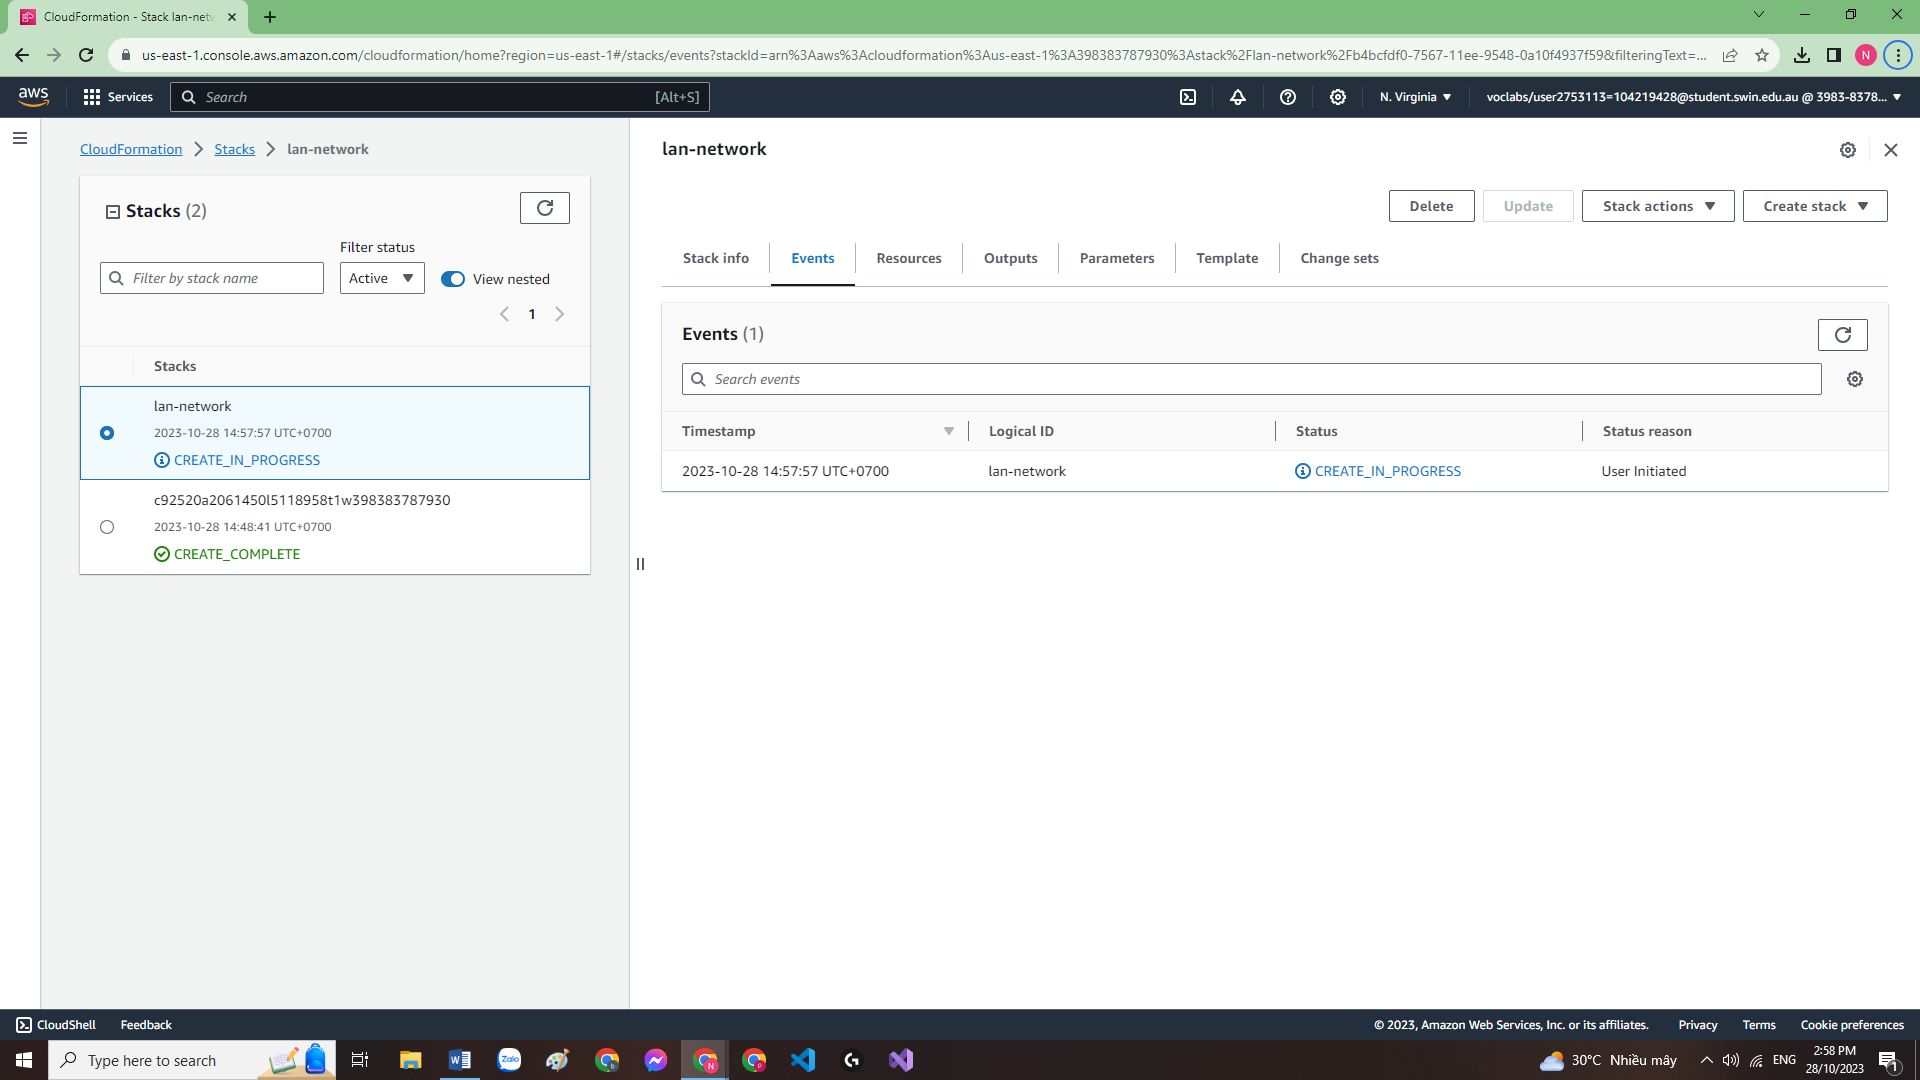 CloudFormation - Stack lan-netw
us-east-1.console.aws.amazon.com/cloudformation/home?region=us-east-1#/stacks/events?stackId=arn%3Aaws%3Acloudformation%3Aus-east-1%3A398383787930%3Astack%2Flan-network%2Fb4bcfdf0-7567-11ee-9548-0a10f4937f59&filteringText=...
N
aws
Services
Search
[Alt+S]
N. Virginia
voclabs/user2753113=104219428@student.swin.edu.au @ 3983-8378...
CloudFormation
Stacks
lan-network
Stacks (2)
Filter status
Filter by stack name
Active
View nested
1
Stacks
lan-network
2023-10-28 14:57:57 UTC+0700
CREATE_IN_PROGRESS
c92520a2061450l5118958t1w398383787930
2023-10-28 14:48:41 UTC+0700
CREATE_COMPLETE
lan-network
Delete
Update
Stack actions
Create stack
Stack info
Events
Resources
Outputs
Parameters
Template
Change sets
Events (1)
Search events
Timestamp
Logical ID
Status
Status reason
2023-10-28 14:57:57 UTC+0700
lan-network
CREATE_IN_PROGRESS
User Initiated
CloudShell
Feedback
© 2023, Amazon Web Services, Inc. or its affiliates.
Privacy
Terms
Cookie preferences
Type here to search
Zalo
30°C Nhiều mây
ENG
2:58 PM
28/10/2023
1